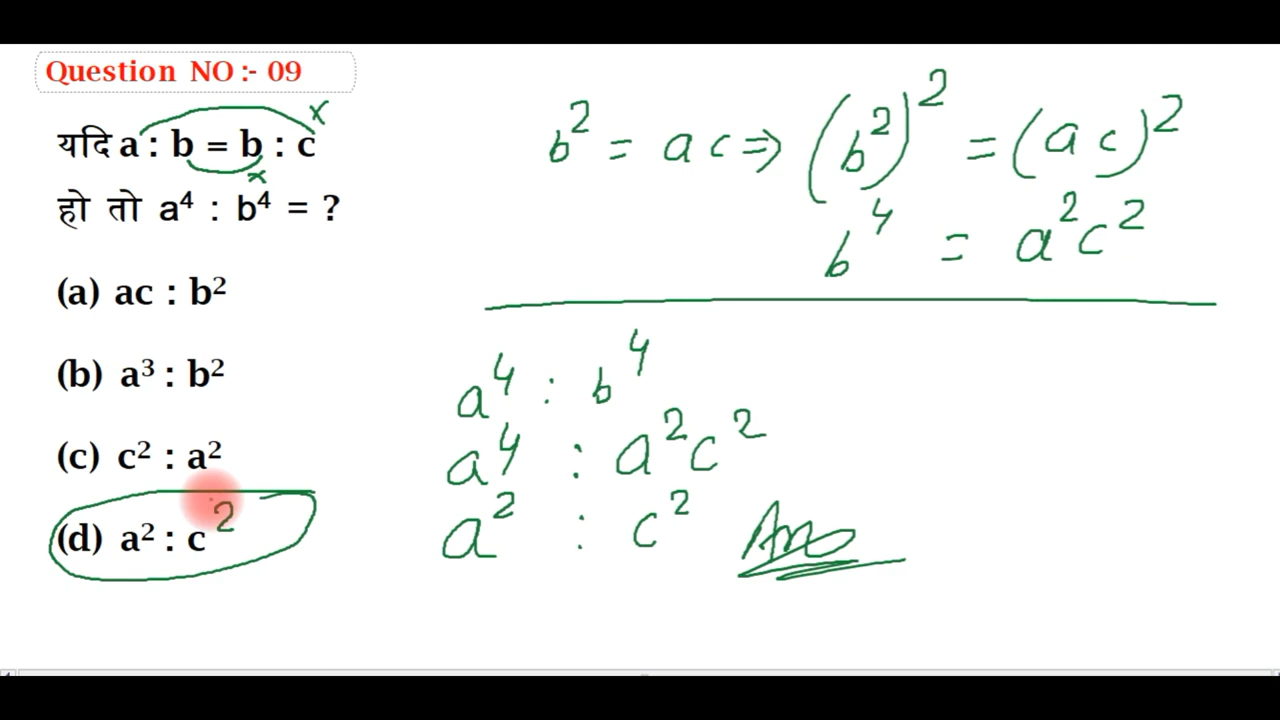 Question NO :- 09
यदि a : b = b : c
x
x
हो तो a⁴ : b⁴ = ?
(a) ac : b²
(b) a³ : b²
(c) c² : a²
(d) a² : c ²
b² = ac ⇒ (b²)² = (ac)²
b⁴ = a²c²
a⁴ : b⁴
a⁴ : a²c²
a² : c² Ans